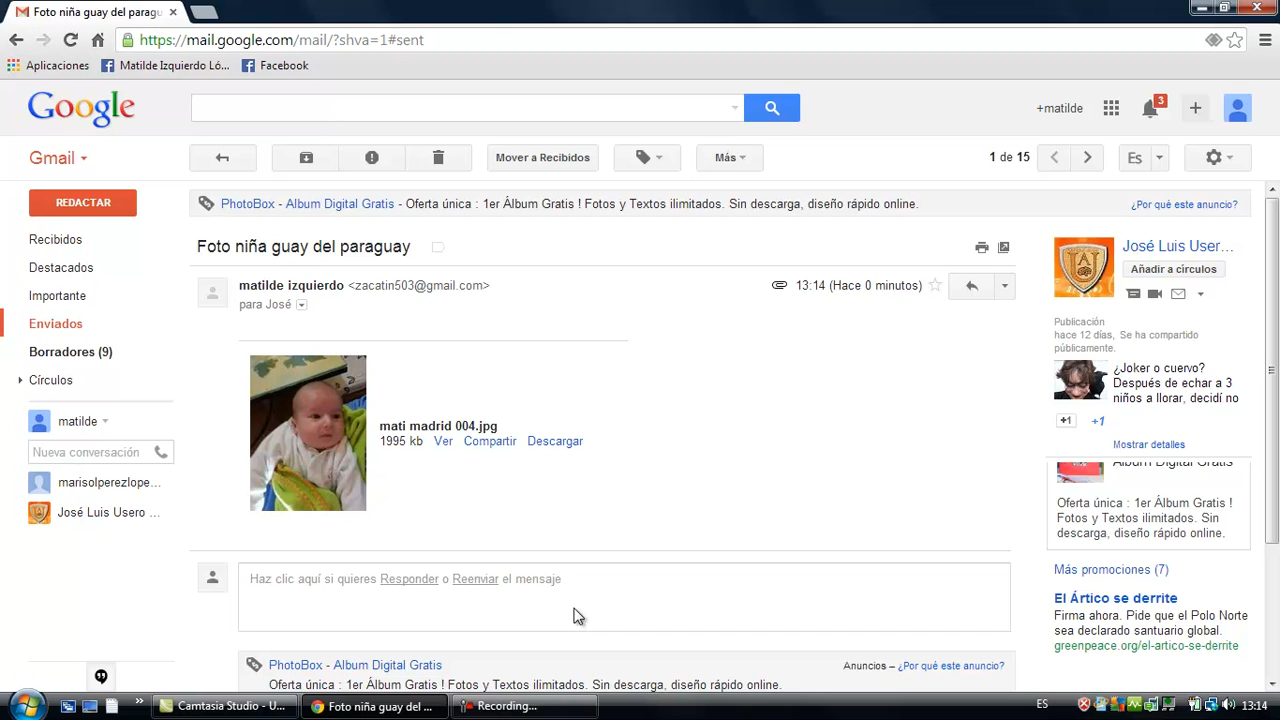 Foto niña guay del paragu
https://mail.google.com/mail/?shva=1#sent
Aplicaciones
Matilde Izquierdo Ló...
Facebook
Google
+matilde
3
Gmail
Mover a Recibidos
Más
1 de 15
Es
REDACTAR
PhotoBox - Album Digital Gratis - Oferta única : 1er Álbum Gratis ! Fotos y Textos ilimitados. Sin descarga, diseño rápido online.
¿Por qué este anuncio?
Recibidos
Destacados
Importante
Enviados
Borradores (9)
Círculos
matilde
Nueva conversación
marisolperezlope...
José Luis Usero ...
Foto niña guay del paraguay
matilde izquierdo <zacatin503@gmail.com>
13:14 (Hace 0 minutos)
para José
mati madrid 004.jpg
1995 kb Ver Compartir Descargar
Haz clic aquí si quieres Responder o Reenviar el mensaje
PhotoBox - Album Digital Gratis
Anuncios – ¿Por qué este anuncio?
Oferta única : 1er Álbum Gratis ! Fotos y Textos ilimitados. Sin descarga, diseño rápido online.
José Luis User...
Añadir a círculos
Publicación
hace 12 días, Se ha compartido
públicamente.
¿Joker o cuervo?
Después de echar a 3
niños a llorar, decidí no
+1
+1
Mostrar detalles
Album Digital Gratis
Oferta única : 1er Álbum Gratis !
Fotos y Textos ilimitados. Sin
descarga, diseño rápido online.
Más promociones (7)
El Ártico se derrite
Firma ahora. Pide que el Polo Norte
sea declarado santuario global.
greenpeace.org/el-artico-se-derrite
Camtasia Studio - U...
Foto niña guay del ...
Recording...
ES
13:14